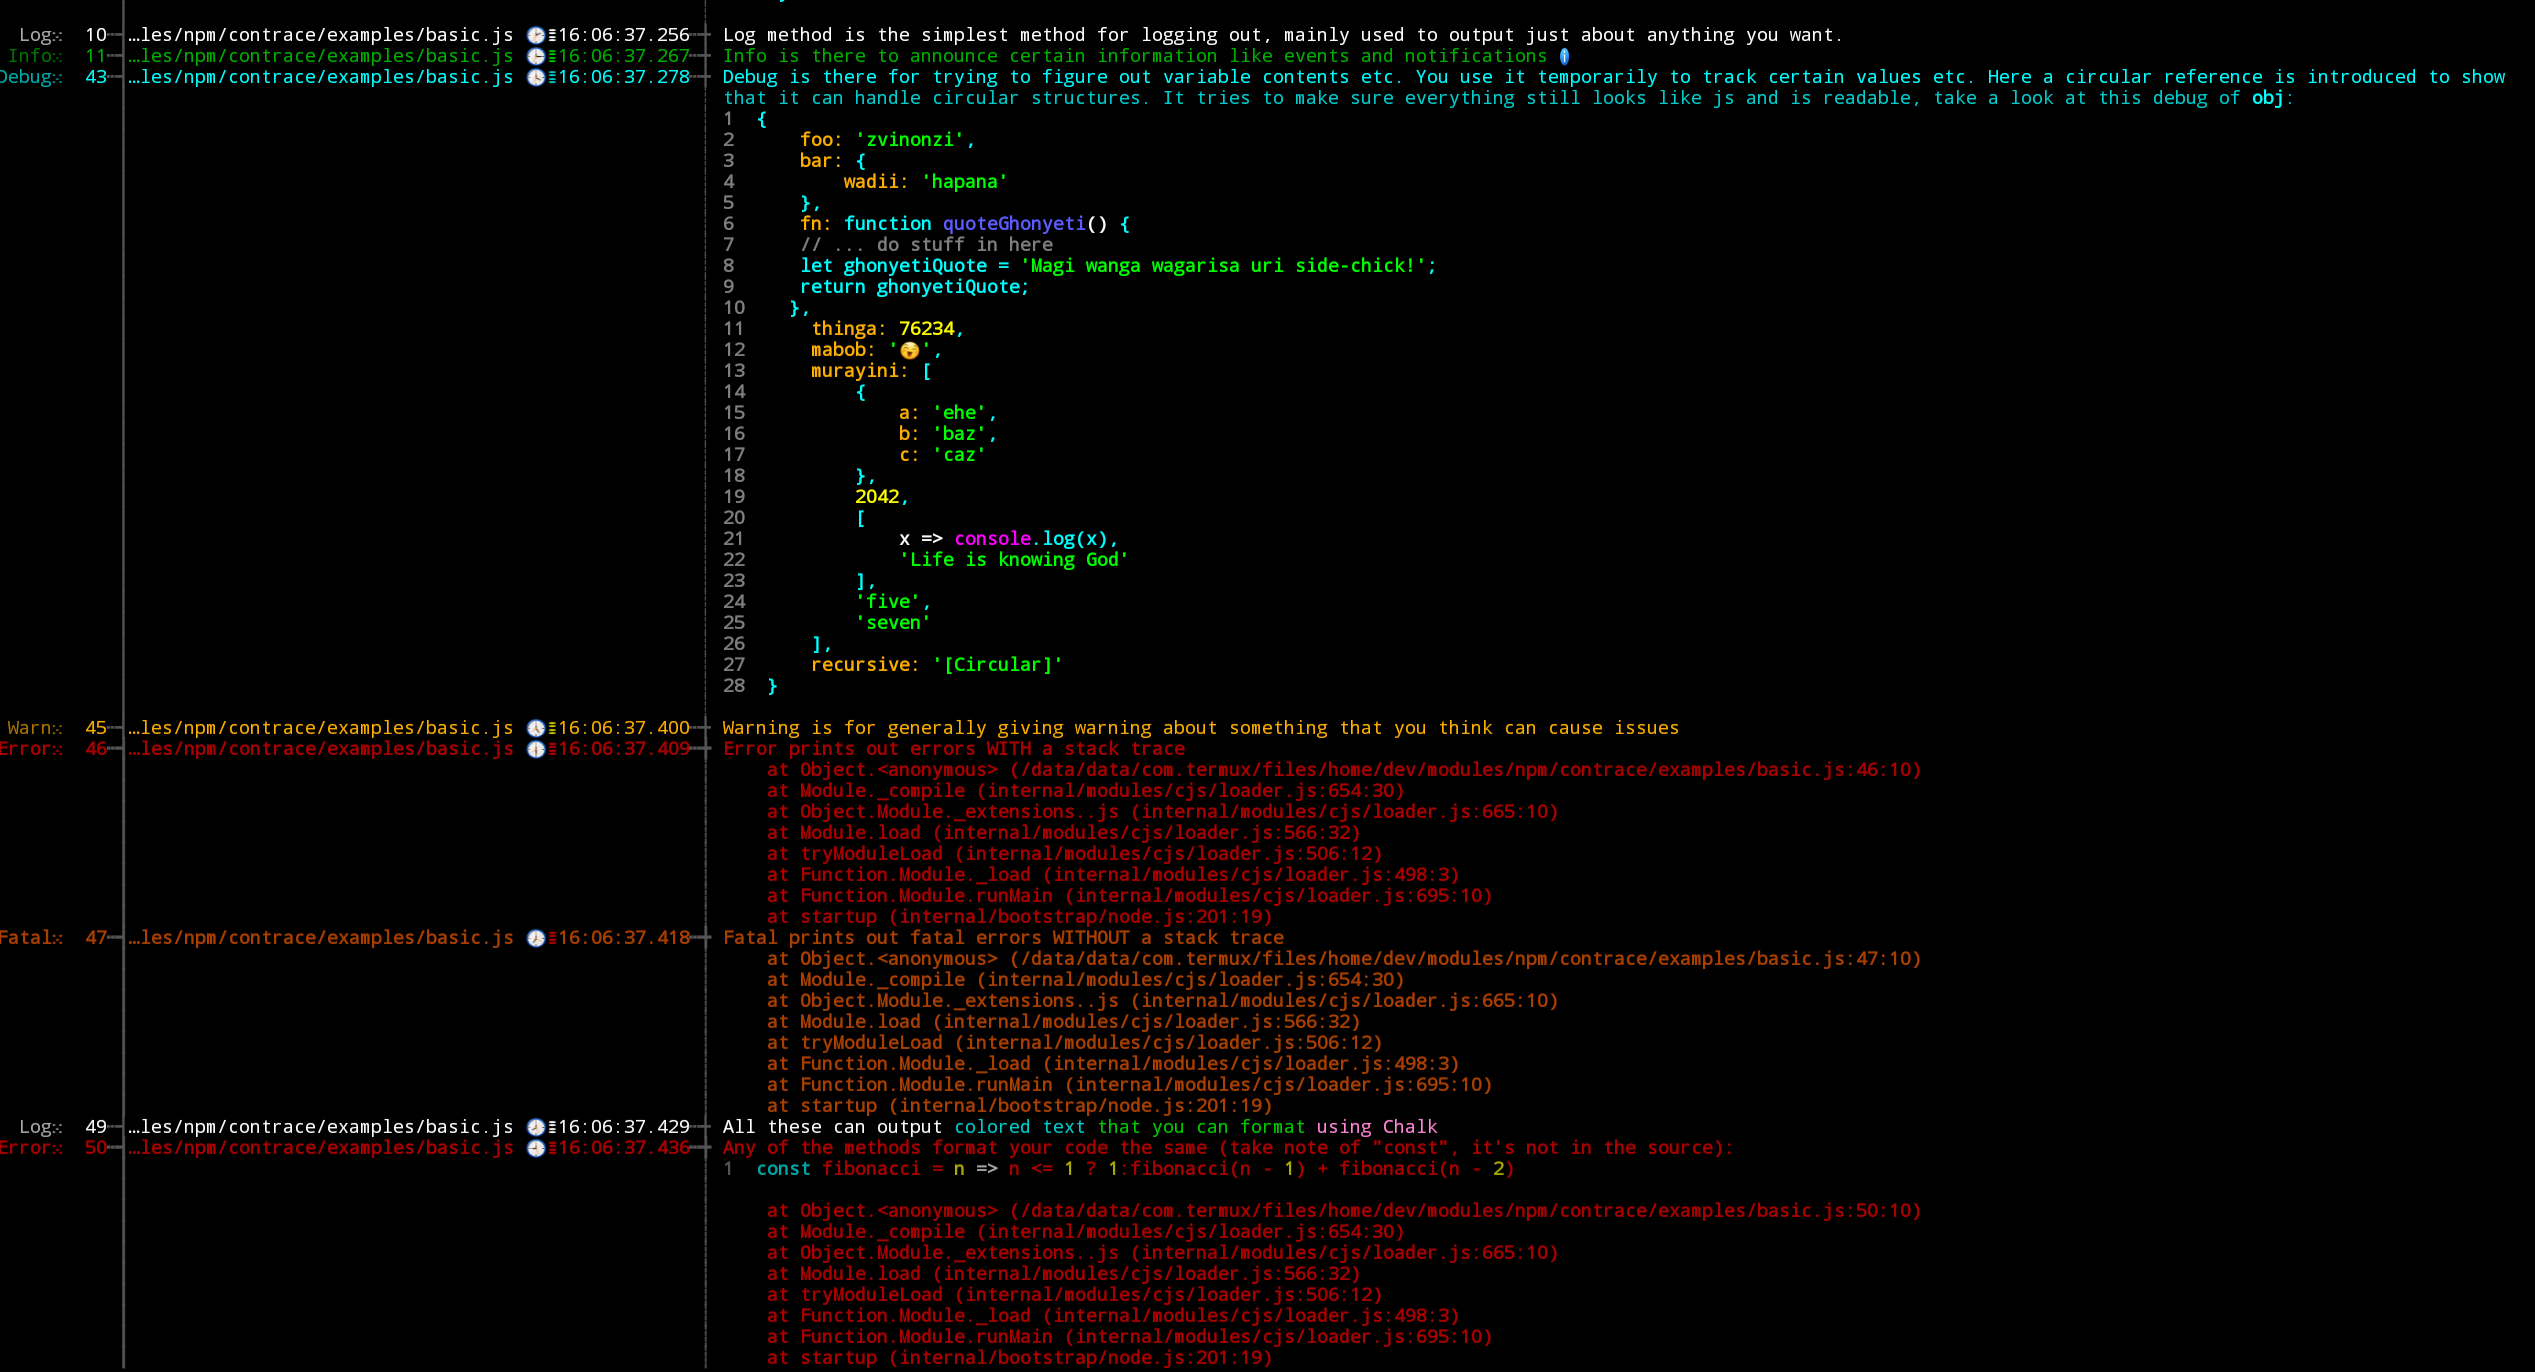 Log: 10 …les/npm/contrace/examples/basic.js 16:06:37.256 Log method is the simplest method for logging out, mainly used to output just about anything you want.
Info: 11 …les/npm/contrace/examples/basic.js 16:06:37.267 Info is there to announce certain information like events and notifications ℹ
Debug: 43 …les/npm/contrace/examples/basic.js 16:06:37.278 Debug is there for trying to figure out variable contents etc. You use it temporarily to track certain values etc. Here a circular reference is introduced to show
that it can handle circular structures. It tries to make sure everything still looks like js and is readable, take a look at this debug of obj:
1 {
2 foo: 'zvinonzi',
3 bar: {
4 wadii: 'hapana'
5 },
6 fn: function quoteGhonyeti() {
7 // ... do stuff in here
8 let ghonyetiQuote = 'Magi wanga wagarisa uri side-chick!';
9 return ghonyetiQuote;
10 },
11 thinga: 76234,
12 mabob: '😄',
13 murayini: [
14 {
15 a: 'ehe',
16 b: 'baz',
17 c: 'caz'
18 },
19 2042,
20 [
21 x => console.log(x),
22 'Life is knowing God'
23 ],
24 'five',
25 'seven'
26 ],
27 recursive: '[Circular]'
28 }
Warn: 45 …les/npm/contrace/examples/basic.js 16:06:37.400 Warning is for generally giving warning about something that you think can cause issues
Error: 46 …les/npm/contrace/examples/basic.js 16:06:37.409 Error prints out errors WITH a stack trace
at Object.<anonymous> (/data/data/com.termux/files/home/dev/modules/npm/contrace/examples/basic.js:46:10)
at Module._compile (internal/modules/cjs/loader.js:654:30)
at Object.Module._extensions..js (internal/modules/cjs/loader.js:665:10)
at Module.load (internal/modules/cjs/loader.js:566:32)
at tryModuleLoad (internal/modules/cjs/loader.js:506:12)
at Function.Module._load (internal/modules/cjs/loader.js:498:3)
at Function.Module.runMain (internal/modules/cjs/loader.js:695:10)
at startup (internal/bootstrap/node.js:201:19)
Fatal: 47 …les/npm/contrace/examples/basic.js 16:06:37.418 Fatal prints out fatal errors WITHOUT a stack trace
at Object.<anonymous> (/data/data/com.termux/files/home/dev/modules/npm/contrace/examples/basic.js:47:10)
at Module._compile (internal/modules/cjs/loader.js:654:30)
at Object.Module._extensions..js (internal/modules/cjs/loader.js:665:10)
at Module.load (internal/modules/cjs/loader.js:566:32)
at tryModuleLoad (internal/modules/cjs/loader.js:506:12)
at Function.Module._load (internal/modules/cjs/loader.js:498:3)
at Function.Module.runMain (internal/modules/cjs/loader.js:695:10)
at startup (internal/bootstrap/node.js:201:19)
Log: 49 …les/npm/contrace/examples/basic.js 16:06:37.429 All these can output colored text that you can format using Chalk
Error: 50 …les/npm/contrace/examples/basic.js 16:06:37.436 Any of the methods format your code the same (take note of "const", it's not in the source):
1 const fibonacci = n => n <= 1 ? 1:fibonacci(n - 1) + fibonacci(n - 2)
at Object.<anonymous> (/data/data/com.termux/files/home/dev/modules/npm/contrace/examples/basic.js:50:10)
at Module._compile (internal/modules/cjs/loader.js:654:30)
at Object.Module._extensions..js (internal/modules/cjs/loader.js:665:10)
at Module.load (internal/modules/cjs/loader.js:566:32)
at tryModuleLoad (internal/modules/cjs/loader.js:506:12)
at Function.Module._load (internal/modules/cjs/loader.js:498:3)
at Function.Module.runMain (internal/modules/cjs/loader.js:695:10)
at startup (internal/bootstrap/node.js:201:19)